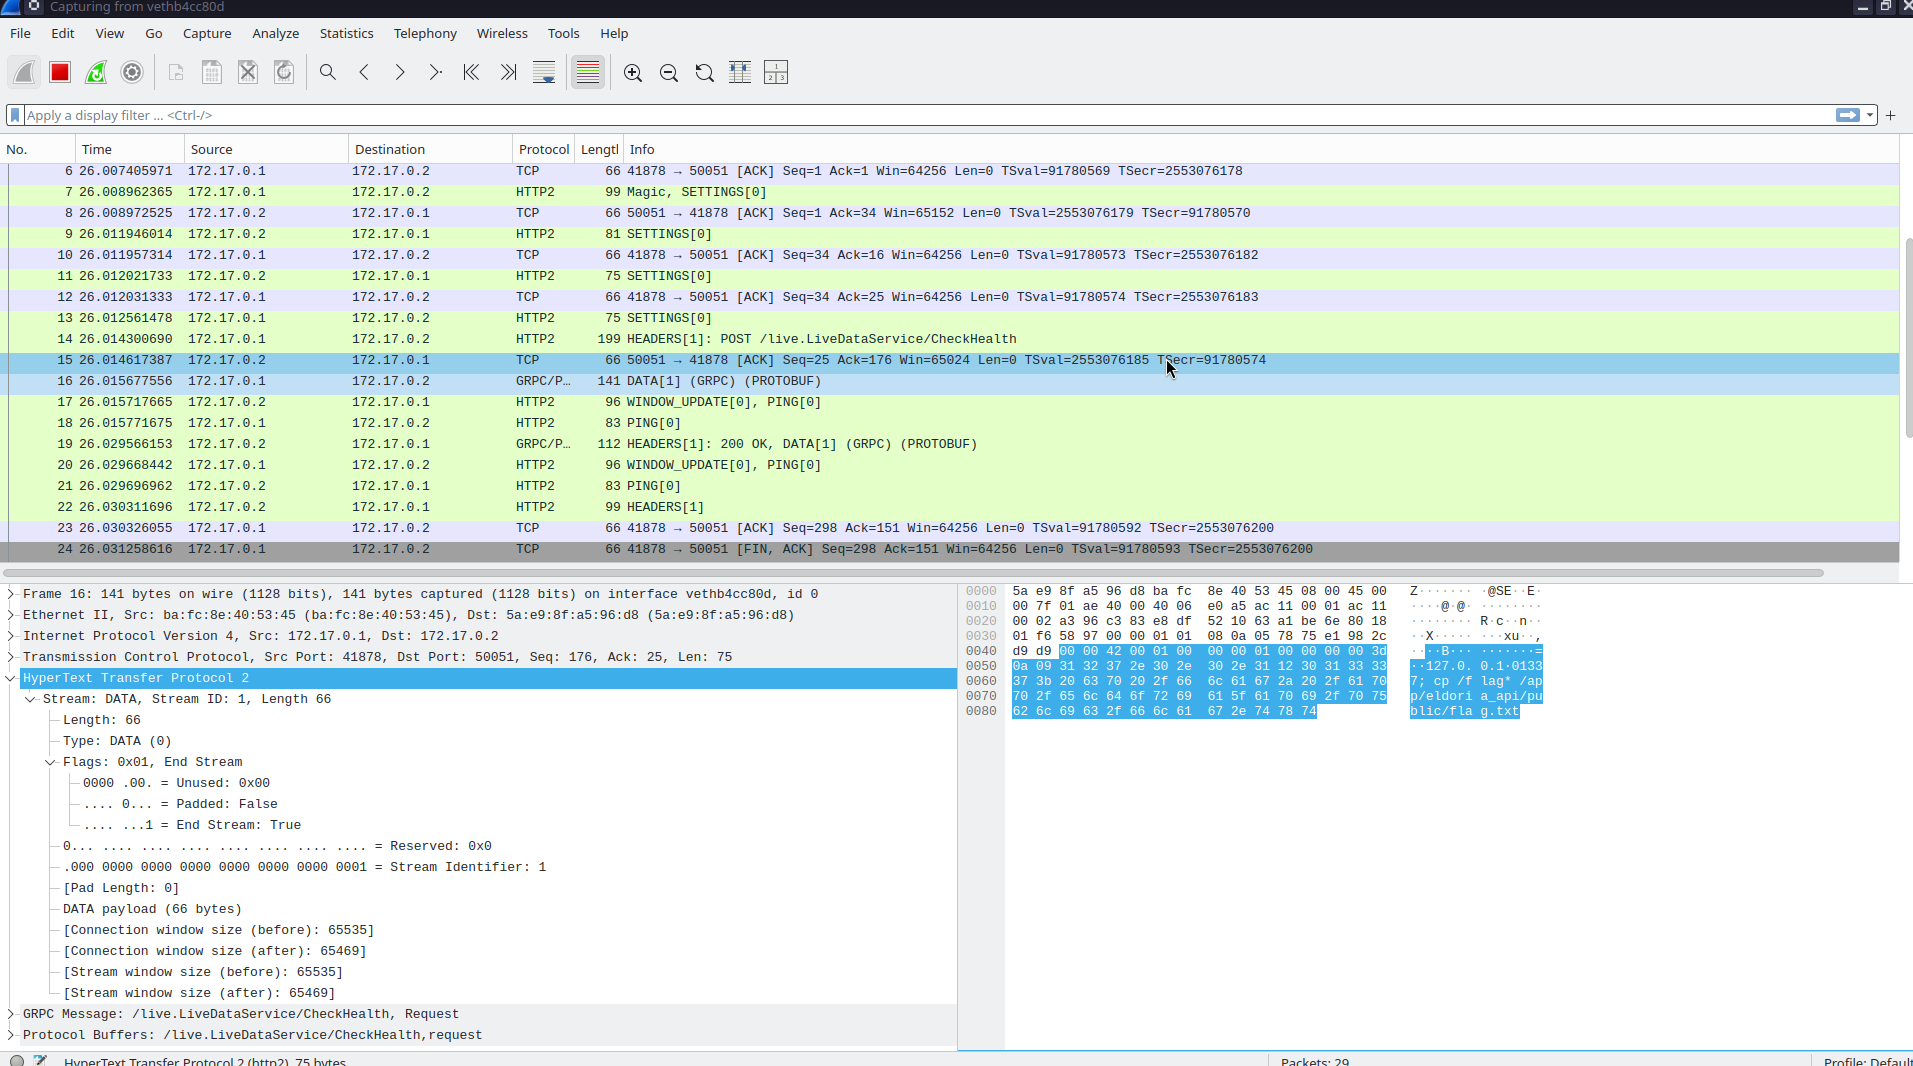 Capturing from vethb4cc80d
File Edit View Go Capture Analyze Statistics Telephony Wireless Tools Help
Apply a display filter ... <Ctrl-/>
No. Time Source Destination Protocol Lengtl Info
6 26.007405971 172.17.0.1 172.17.0.2 TCP 66 41878 → 50051 [ACK] Seq=1 Ack=1 Win=64256 Len=0 TSval=91780569 TSecr=2553076178
7 26.008962365 172.17.0.1 172.17.0.2 HTTP2 99 Magic, SETTINGS[0]
8 26.008972525 172.17.0.2 172.17.0.1 TCP 66 50051 → 41878 [ACK] Seq=1 Ack=34 Win=65152 Len=0 TSval=2553076179 TSecr=91780570
9 26.011946014 172.17.0.2 172.17.0.1 HTTP2 81 SETTINGS[0]
10 26.011957314 172.17.0.1 172.17.0.2 TCP 66 41878 → 50051 [ACK] Seq=34 Ack=16 Win=64256 Len=0 TSval=91780573 TSecr=2553076182
11 26.012021733 172.17.0.2 172.17.0.1 HTTP2 75 SETTINGS[0]
12 26.012031333 172.17.0.1 172.17.0.2 TCP 66 41878 → 50051 [ACK] Seq=34 Ack=25 Win=64256 Len=0 TSval=91780574 TSecr=2553076183
13 26.012561478 172.17.0.1 172.17.0.2 HTTP2 75 SETTINGS[0]
14 26.014300690 172.17.0.1 172.17.0.2 HTTP2 199 HEADERS[1]: POST /live.LiveDataService/CheckHealth
15 26.014617387 172.17.0.2 172.17.0.1 TCP 66 50051 → 41878 [ACK] Seq=25 Ack=176 Win=65024 Len=0 TSval=2553076185 TSecr=91780574
16 26.015677556 172.17.0.1 172.17.0.2 GRPC/P… 141 DATA[1] (GRPC) (PROTOBUF)
17 26.015717665 172.17.0.2 172.17.0.1 HTTP2 96 WINDOW_UPDATE[0], PING[0]
18 26.015771675 172.17.0.1 172.17.0.2 HTTP2 83 PING[0]
19 26.029566153 172.17.0.2 172.17.0.1 GRPC/P… 112 HEADERS[1]: 200 OK, DATA[1] (GRPC) (PROTOBUF)
20 26.029668442 172.17.0.1 172.17.0.2 HTTP2 96 WINDOW_UPDATE[0], PING[0]
21 26.029696962 172.17.0.2 172.17.0.1 HTTP2 83 PING[0]
22 26.030311696 172.17.0.2 172.17.0.1 HTTP2 99 HEADERS[1]
23 26.030326055 172.17.0.1 172.17.0.2 TCP 66 41878 → 50051 [ACK] Seq=298 Ack=151 Win=64256 Len=0 TSval=91780592 TSecr=2553076200
24 26.031258616 172.17.0.1 172.17.0.2 TCP 66 41878 → 50051 [FIN, ACK] Seq=298 Ack=151 Win=64256 Len=0 TSval=91780593 TSecr=2553076200
Frame 16: 141 bytes on wire (1128 bits), 141 bytes captured (1128 bits) on interface vethb4cc80d, id 0
Ethernet II, Src: ba:fc:8e:40:53:45 (ba:fc:8e:40:53:45), Dst: 5a:e9:8f:a5:96:d8 (5a:e9:8f:a5:96:d8)
Internet Protocol Version 4, Src: 172.17.0.1, Dst: 172.17.0.2
Transmission Control Protocol, Src Port: 41878, Dst Port: 50051, Seq: 176, Ack: 25, Len: 75
HyperText Transfer Protocol 2
Stream: DATA, Stream ID: 1, Length 66
Length: 66
Type: DATA (0)
Flags: 0x01, End Stream
0000 .00. = Unused: 0x00
.... 0... = Padded: False
.... ...1 = End Stream: True
0... .... .... .... .... .... .... .... = Reserved: 0x0
.000 0000 0000 0000 0000 0000 0000 0001 = Stream Identifier: 1
[Pad Length: 0]
DATA payload (66 bytes)
[Connection window size (before): 65535]
[Connection window size (after): 65469]
[Stream window size (before): 65535]
[Stream window size (after): 65469]
GRPC Message: /live.LiveDataService/CheckHealth, Request
Protocol Buffers: /live.LiveDataService/CheckHealth,request
0000 5a e9 8f a5 96 d8 ba fc 8e 40 53 45 08 00 45 00 Z······· ·@SE··E·
0010 00 7f 01 ae 40 00 40 06 e0 a5 ac 11 00 01 ac 11 ····@·@· ········
0020 00 02 a3 96 c3 83 e8 df 52 10 63 a1 be 6e 80 18 ········ R·c··n··
0030 01 f6 58 97 00 00 01 01 08 0a 05 78 75 e1 98 2c ··X····· ···xu··,
0040 d9 d9 00 00 42 00 01 00 00 00 01 00 00 00 00 3d ····B··· ·······=
0050 0a 09 31 32 37 2e 30 2e 30 2e 31 12 30 31 33 33 ··127.0. 0.1·0133
0060 37 3b 20 63 70 20 2f 66 6c 61 67 2a 20 2f 61 70 7; cp /f lag* /ap
0070 70 2f 65 6c 64 6f 72 69 61 5f 61 70 69 2f 70 75 p/eldori a_api/pu
0080 62 6c 69 63 2f 66 6c 61 67 2e 74 78 74 blic/fla g.txt
HyperText Transfer Protocol 2 (http2), 75 bytes Packets: 29 Profile: Default